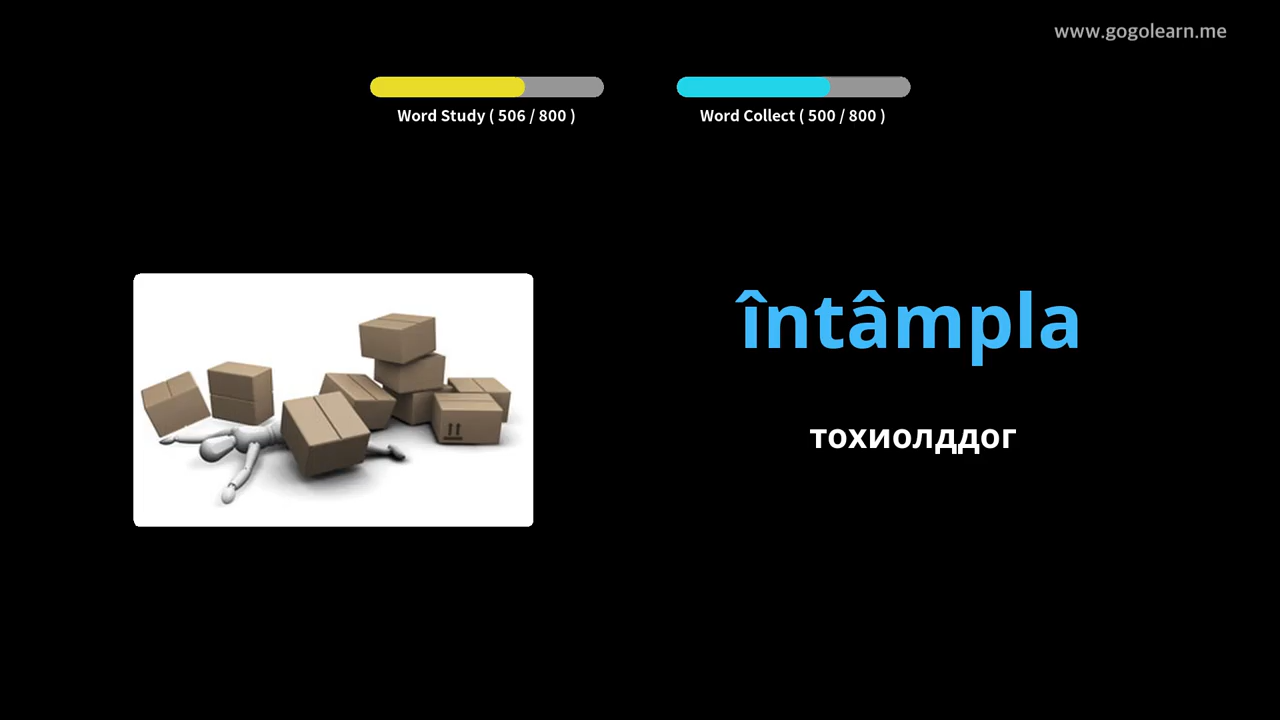 www.gogolearn.me
Word Study ( 506 / 800 )
Word Collect ( 500 / 800 )
întâmpla
тохиолддог